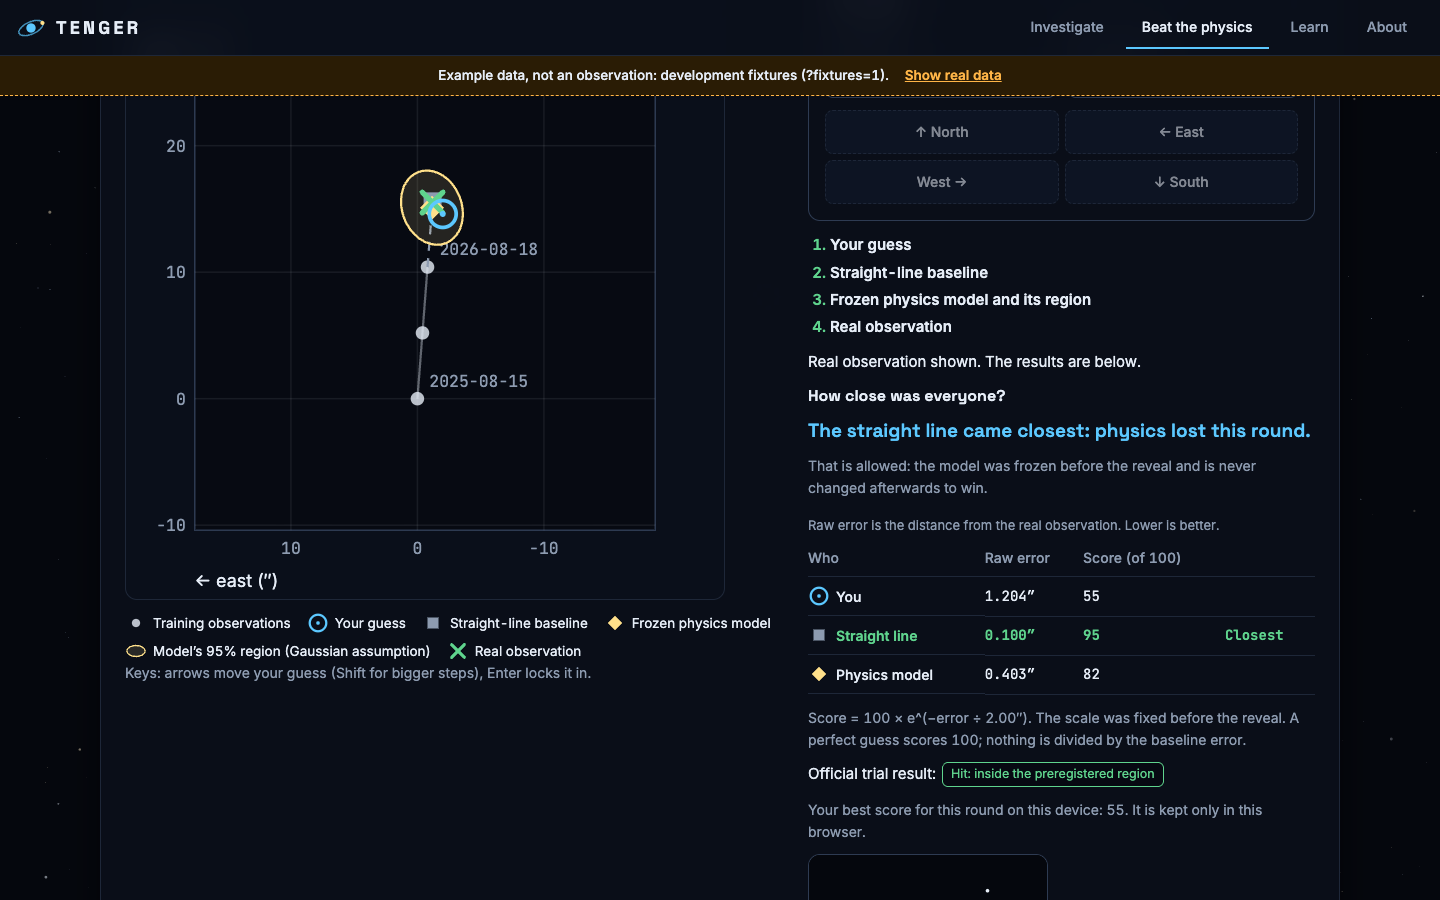 TENGER
Investigate
Beat the physics
Learn
About
Example data, not an observation: development fixtures (?fixtures=1). Show real data
20
10
0
-10
2026-08-18
2025-08-15
10
0
-10
← east (″)
Training observations
Your guess
Straight-line baseline
Frozen physics model
Model’s 95% region (Gaussian assumption)
Real observation
Keys: arrows move your guess (Shift for bigger steps), Enter locks it in.
↑ North
← East
West →
↓ South
1. Your guess
2. Straight-line baseline
3. Frozen physics model and its region
4. Real observation
Real observation shown. The results are below.
How close was everyone?
The straight line came closest: physics lost this round.
That is allowed: the model was frozen before the reveal and is never
changed afterwards to win.
Raw error is the distance from the real observation. Lower is better.
Who Raw error Score (of 100)
You 1.204″ 55
Straight line 0.100″ 95 Closest
Physics model 0.403″ 82
Score = 100 × e^(−error ÷ 2.00″). The scale was fixed before the reveal. A
perfect guess scores 100; nothing is divided by the baseline error.
Official trial result: Hit: inside the preregistered region
Your best score for this round on this device: 55. It is kept only in this
browser.